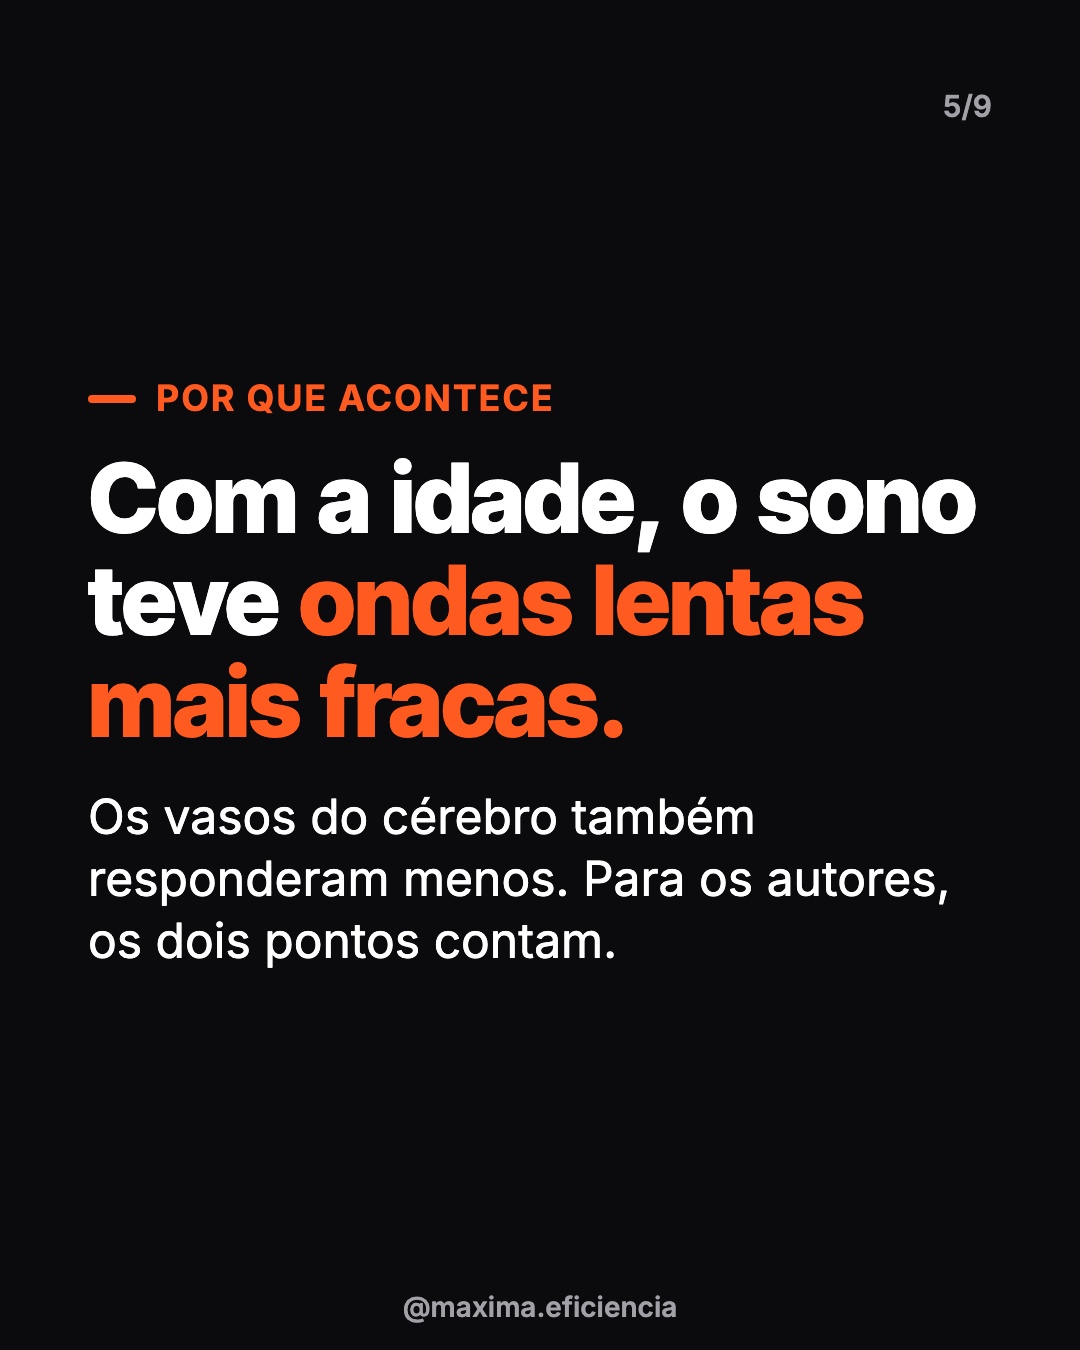 5/9
POR QUE ACONTECE
Com a idade, o sono
teve ondas lentas
mais fracas.
Os vasos do cérebro também
responderam menos. Para os autores,
os dois pontos contam.
@maxima.eficiencia